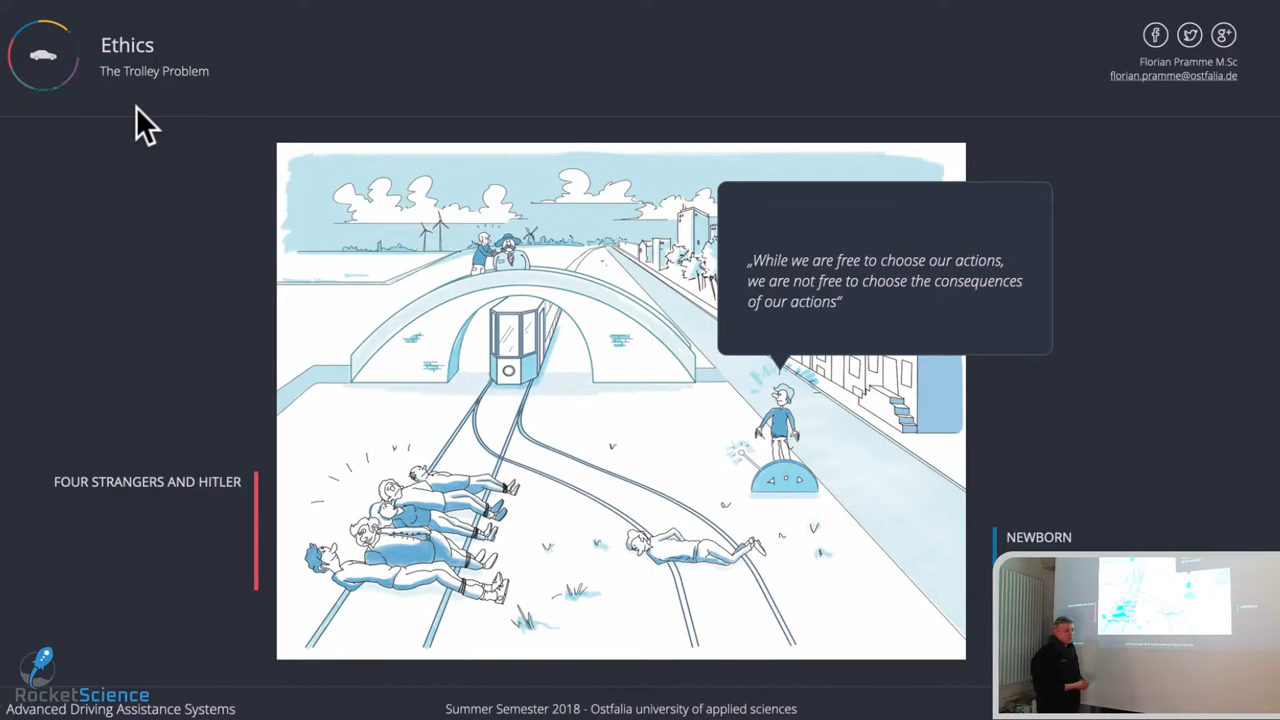 Ethics
The Trolley Problem
Florian Pramme M.Sc
florian.pramme@ostfalia.de
„While we are free to choose our actions,
we are not free to choose the consequences
of our actions“
FOUR STRANGERS AND HITLER
NEWBORN
RocketScience
Advanced Driving Assistance Systems
Summer Semester 2018 - Ostfalia university of applied sciences